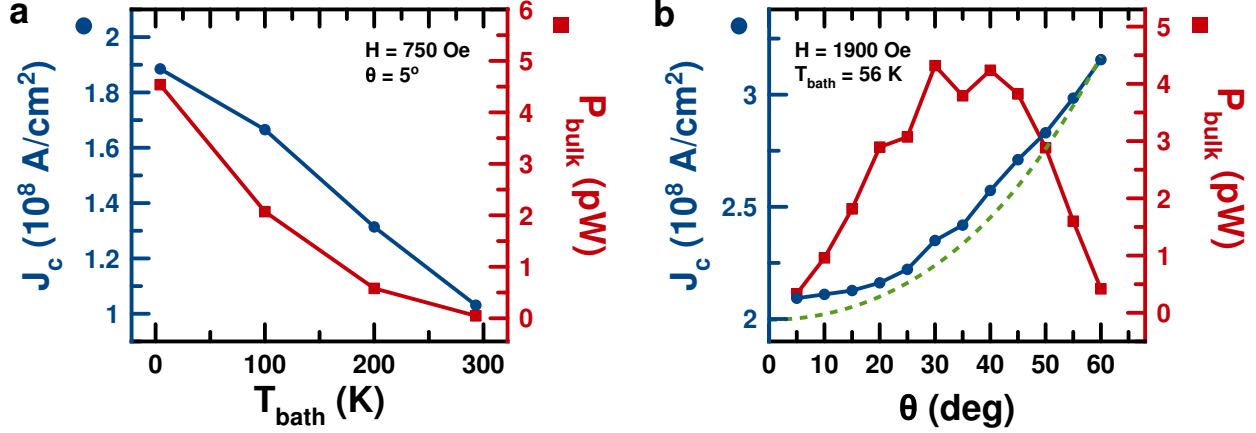 a
J_c (10^8 A/cm^2)
2
1.8
1.6
1.4
1.2
1
H = 750 Oe
θ = 5°
6
5
4
3
2
1
0
P_bulk (pW)
0 100 200 300
T_bath (K)
b
J_c (10^8 A/cm^2)
3
2.5
2
H = 1900 Oe
T_bath = 56 K
5
4
3
2
1
0
P_bulk (pW)
0 10 20 30 40 50 60
θ (deg)